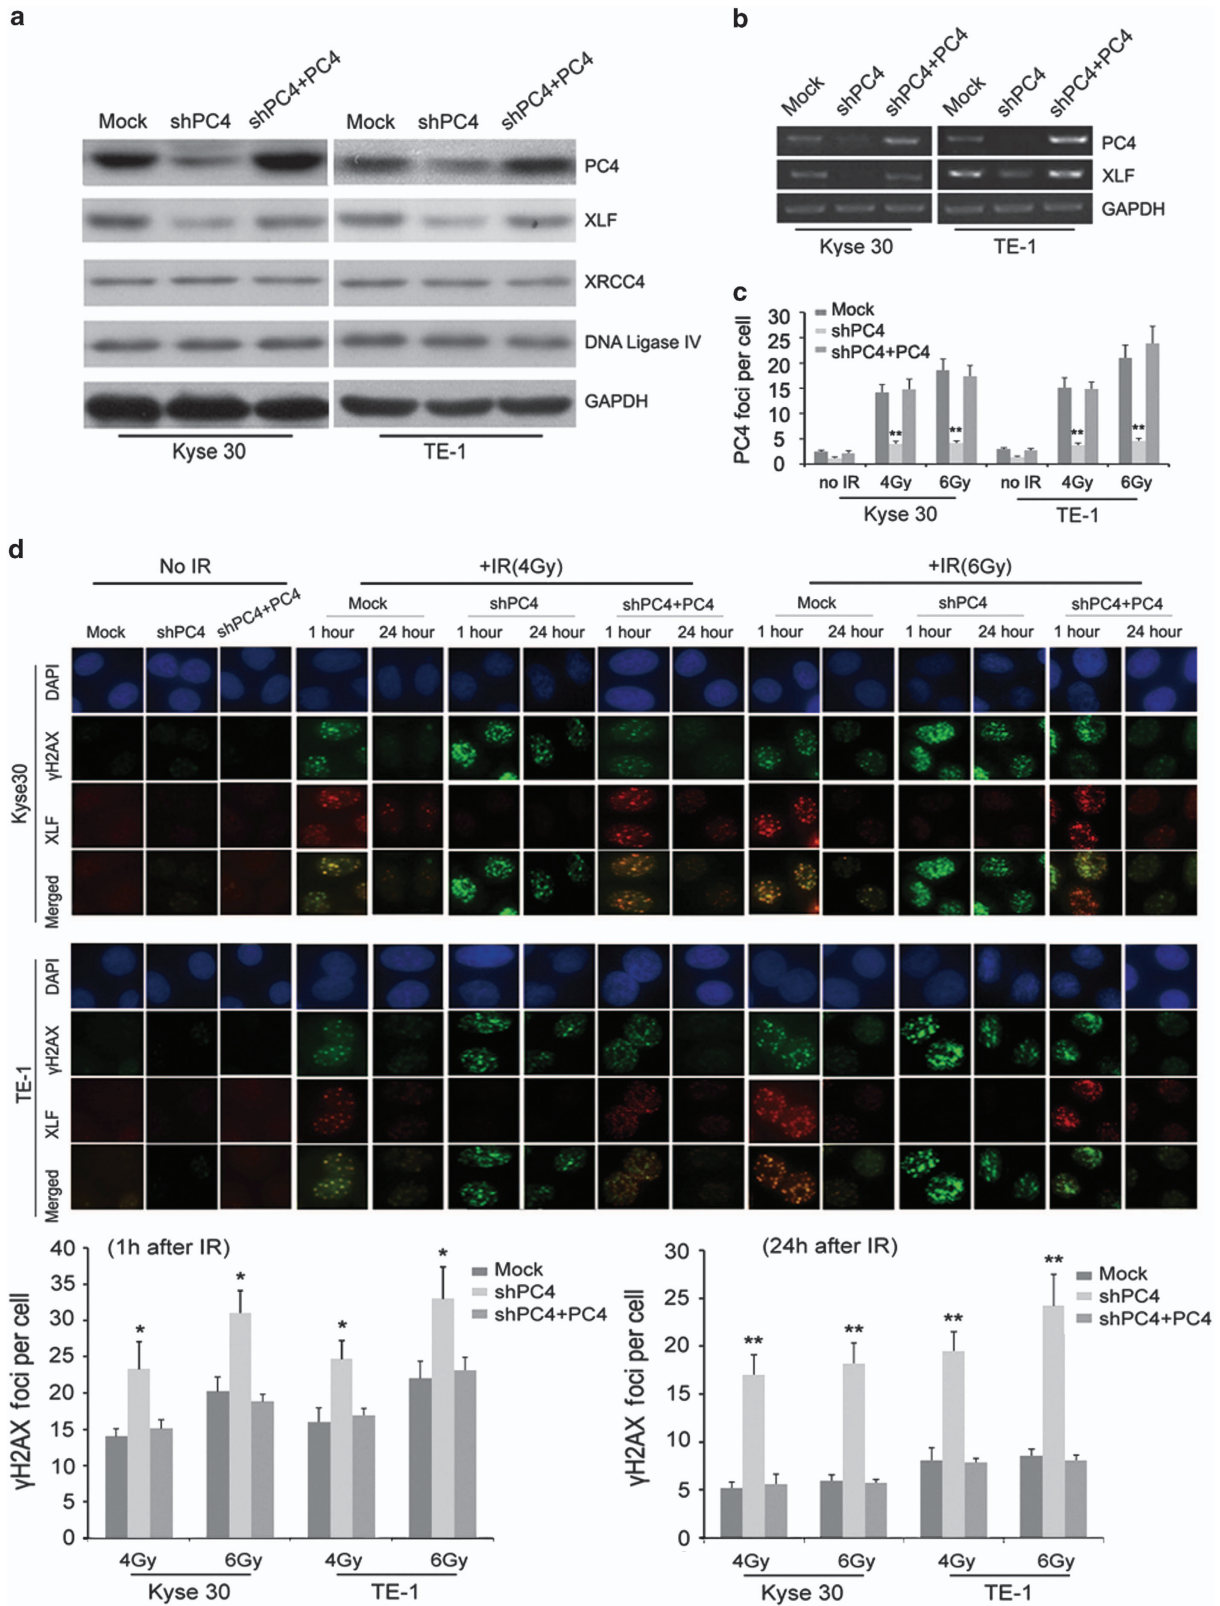 a
Mock shPC4 shPC4+PC4 Mock shPC4 shPC4+PC4
PC4
XLF
XRCC4
DNA Ligase IV
GAPDH
Kyse 30 TE-1
b
Mock shPC4 shPC4+PC4 Mock shPC4 shPC4+PC4
PC4
XLF
GAPDH
Kyse 30 TE-1
c
PC4 foci per cell
30
25
20
15
10
5
0
Mock
shPC4
shPC4+PC4
** ** ** **
no IR 4Gy 6Gy no IR 4Gy 6Gy
Kyse 30 TE-1
d
No IR +IR(4Gy) +IR(6Gy)
Mock shPC4 shPC4+PC4 Mock shPC4 shPC4+PC4
Mock shPC4 shPC4+PC4 1 hour 24 hour 1 hour 24 hour 1 hour 24 hour 1 hour 24 hour 1 hour 24 hour 1 hour 24 hour
Kyse30
DAPI
γH2AX
XLF
Merged
TE-1
DAPI
γH2AX
XLF
Merged
(1h after IR)
γH2AX foci per cell
40
35
30
25
20
15
10
5
0
Mock
shPC4
shPC4+PC4
* * * *
4Gy 6Gy 4Gy 6Gy
Kyse 30 TE-1
(24h after IR)
γH2AX foci per cell
30
25
20
15
10
5
0
Mock
shPC4
shPC4+PC4
** ** ** **
4Gy 6Gy 4Gy 6Gy
Kyse 30 TE-1